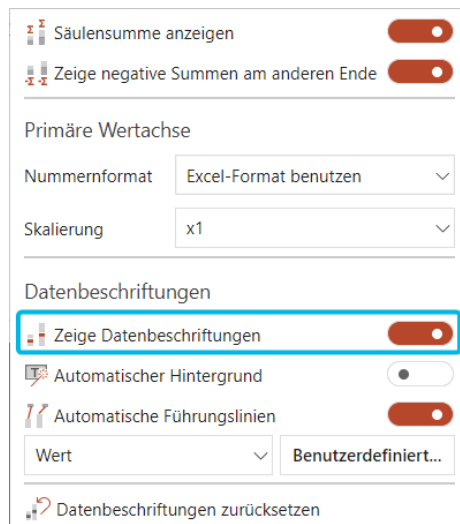 Säulensumme anzeigen
Zeige negative Summen am anderen Ende
Primäre Wertachse
Nummernformat Excel-Format benutzen
Skalierung x1
Datenbeschriftungen
Zeige Datenbeschriftungen
Automatischer Hintergrund
Automatische Führungslinien
Wert Benutzerdefiniert...
Datenbeschriftungen zurücksetzen